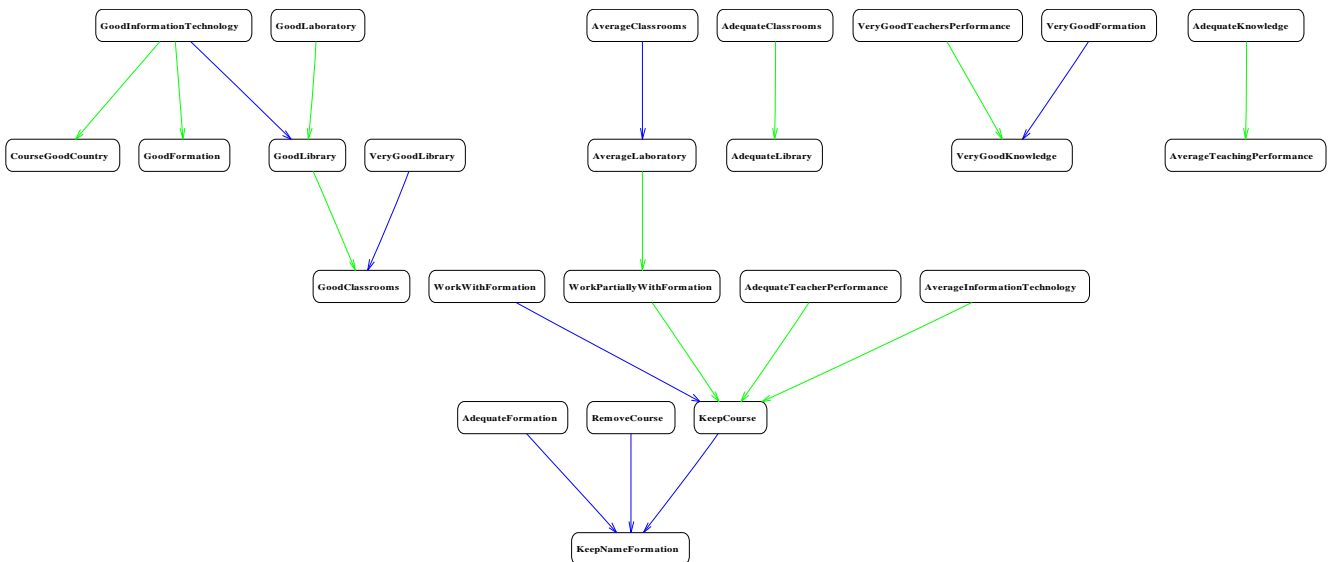 GoodInformationTechnology
GoodLaboratory
AverageClassrooms
AdequateClassrooms
VeryGoodTeachersPerformance
VeryGoodFormation
AdequateKnowledge
CourseGoodCountry
GoodFormation
GoodLibrary
VeryGoodLibrary
AverageLaboratory
AdequateLibrary
VeryGoodKnowledge
AverageTeachingPerformance
GoodClassrooms
WorkWithFormation
WorkPartiallyWithFormation
AdequateTeacherPerformance
AverageInformationTechnology
AdequateFormation
RemoveCourse
KeepCourse
KeepNameFormation